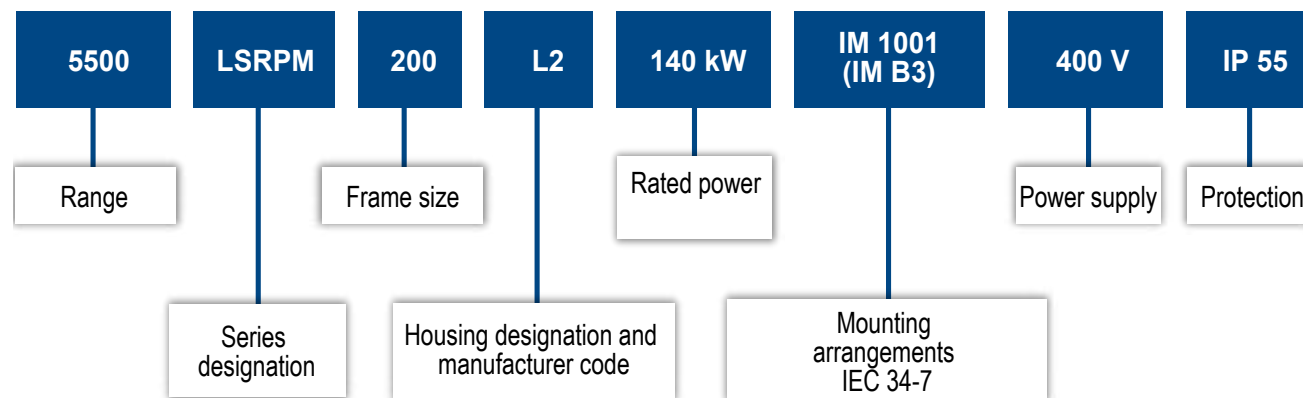 5500
LSRPM
200
L2
140 kW
IM 1001
(IM B3)
400 V
IP 55
Range
Frame size
Rated power
Power supply
Protection
Series
designation
Housing designation and
manufacturer code
Mounting
arrangements
IEC 34-7